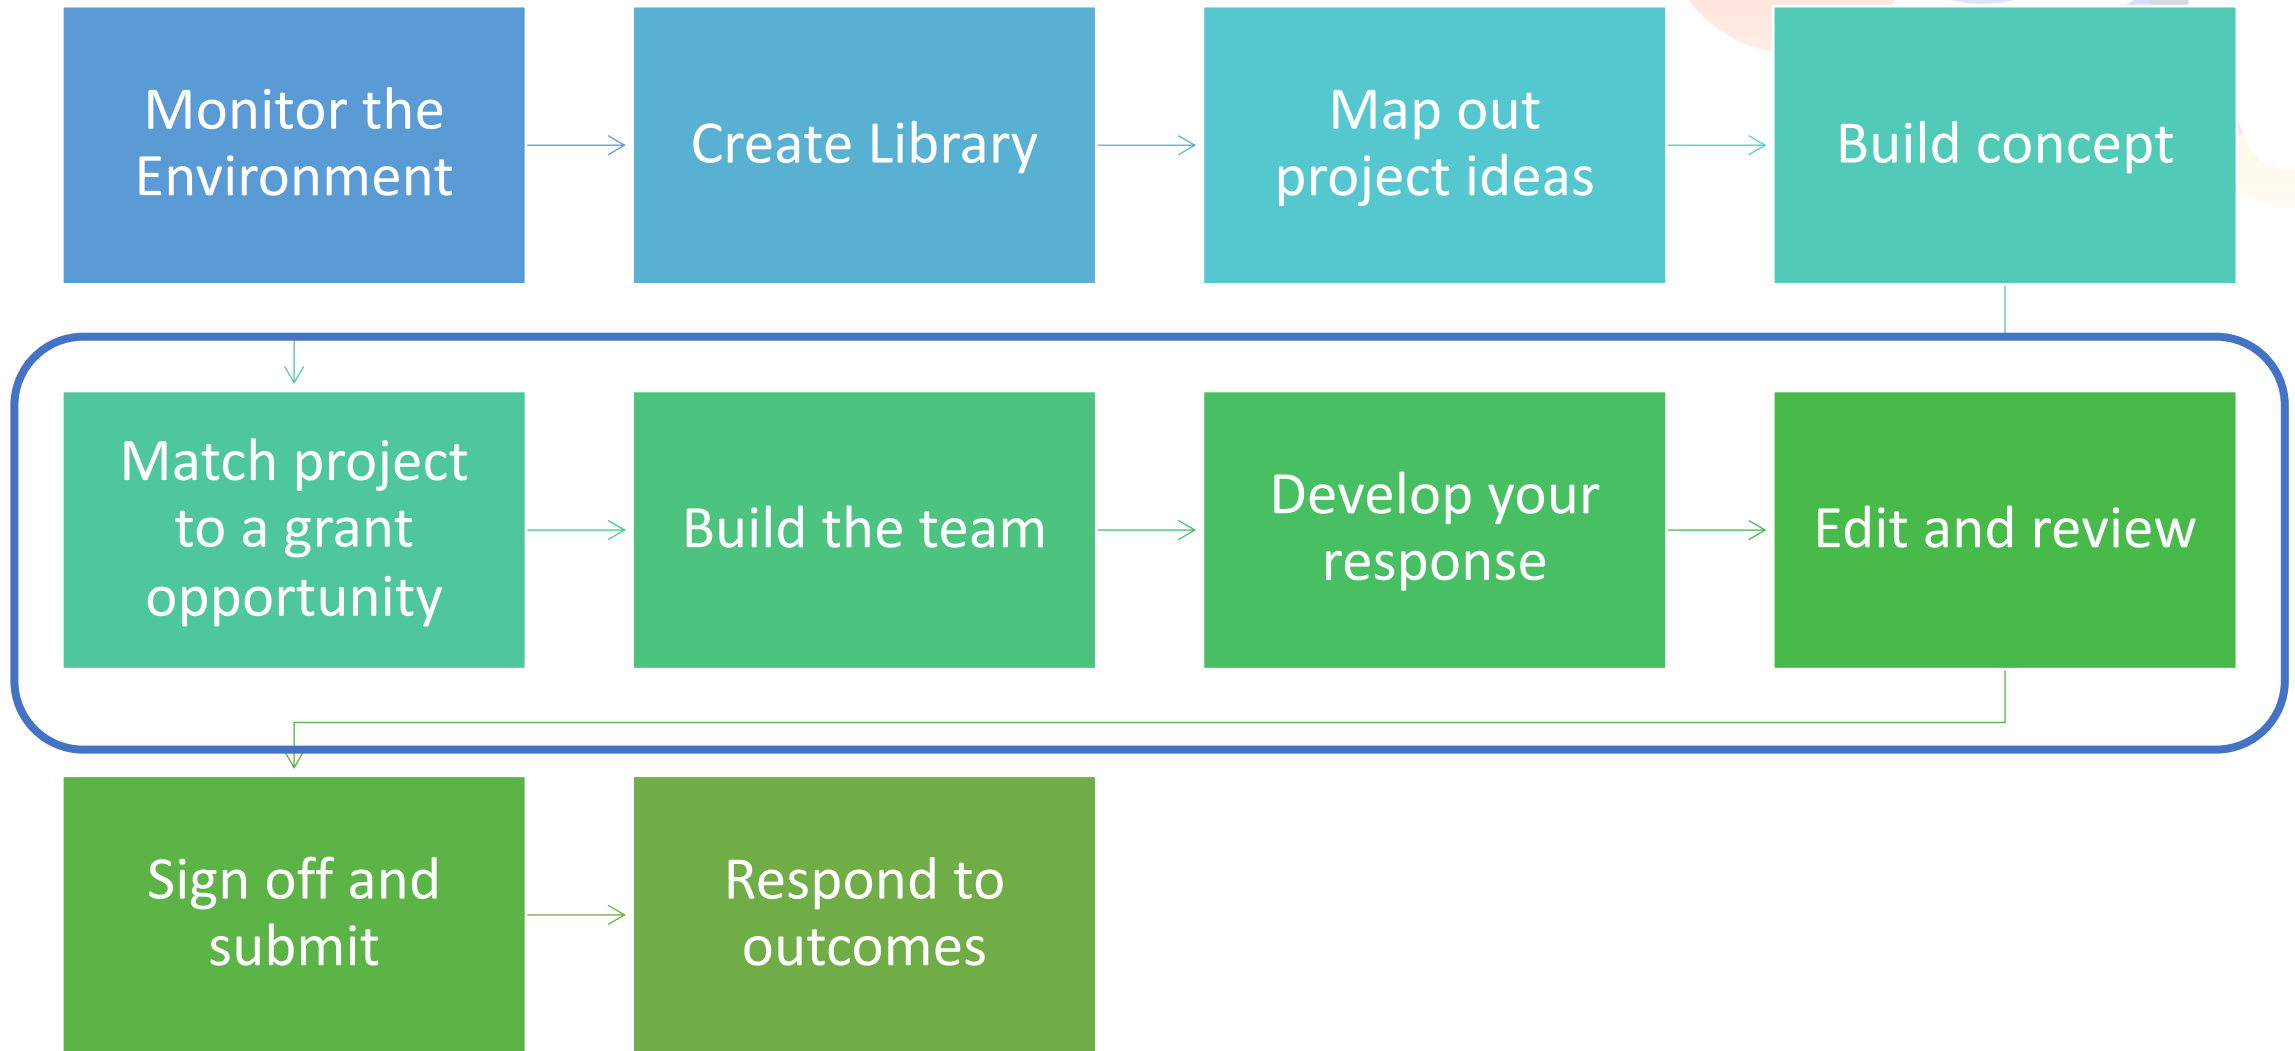 Monitor the
Environment
Create Library
Map out
project ideas
Build concept
Match project
to a grant
opportunity
Build the team
Develop your
response
Edit and review
Sign off and
submit
Respond to
outcomes